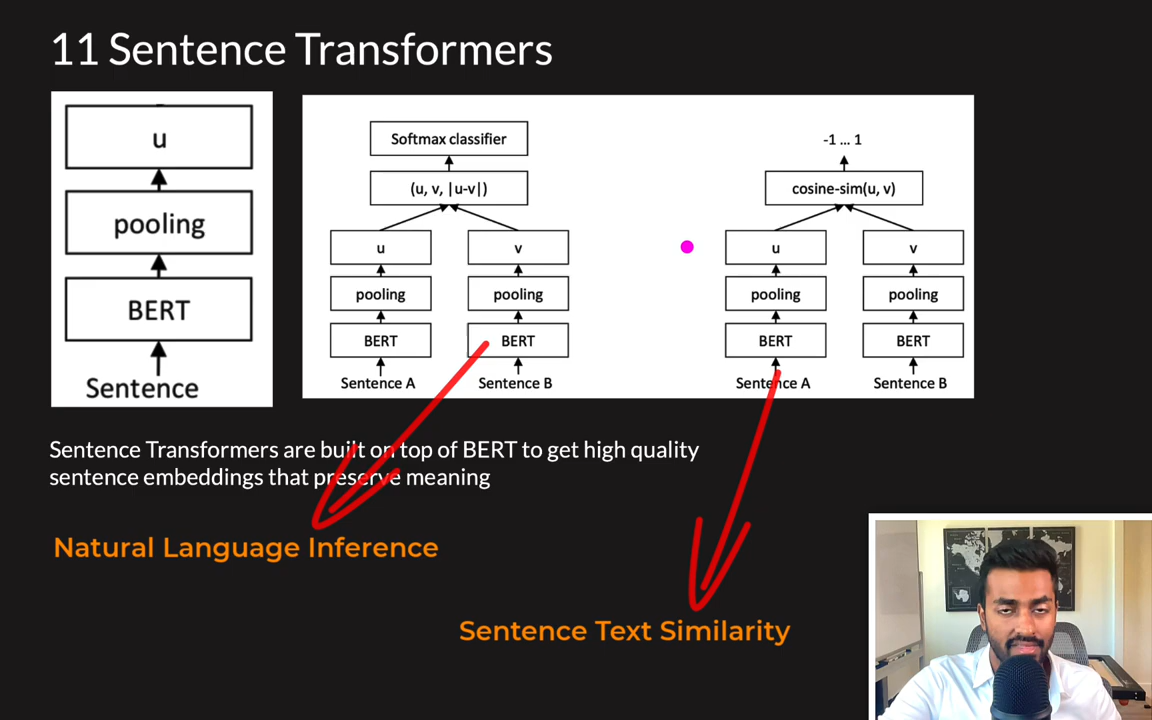 11 Sentence Transformers
u
pooling
BERT
Sentence
Softmax classifier
(u, v, |u-v|)
u v
pooling pooling
BERT BERT
Sentence A Sentence B
-1 … 1
cosine-sim(u, v)
u v
pooling pooling
BERT BERT
Sentence A Sentence B
Sentence Transformers are built on top of BERT to get high quality
sentence embeddings that preserve meaning
Natural Language Inference
Sentence Text Similarity